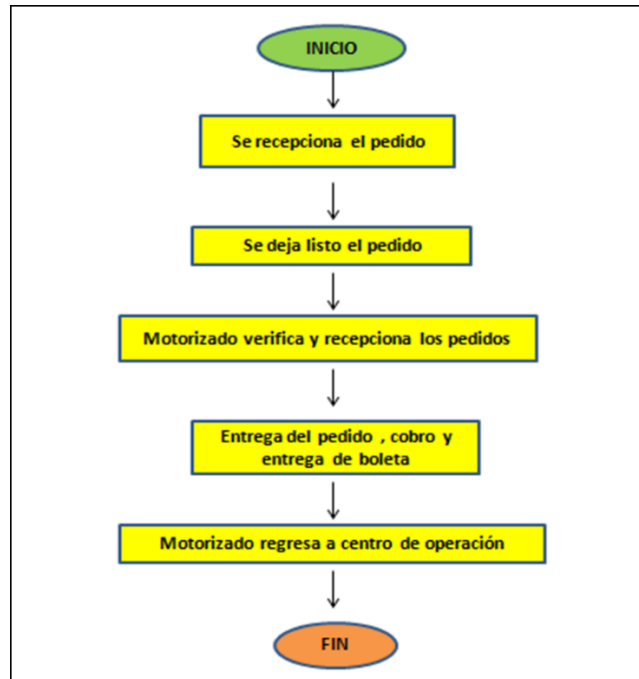 INICIO
Se recepciona el pedido
Se deja listo el pedido
Motorizado verifica y recepciona los pedidos
Entrega del pedido , cobro y
entrega de boleta
Motorizado regresa a centro de operación
FIN